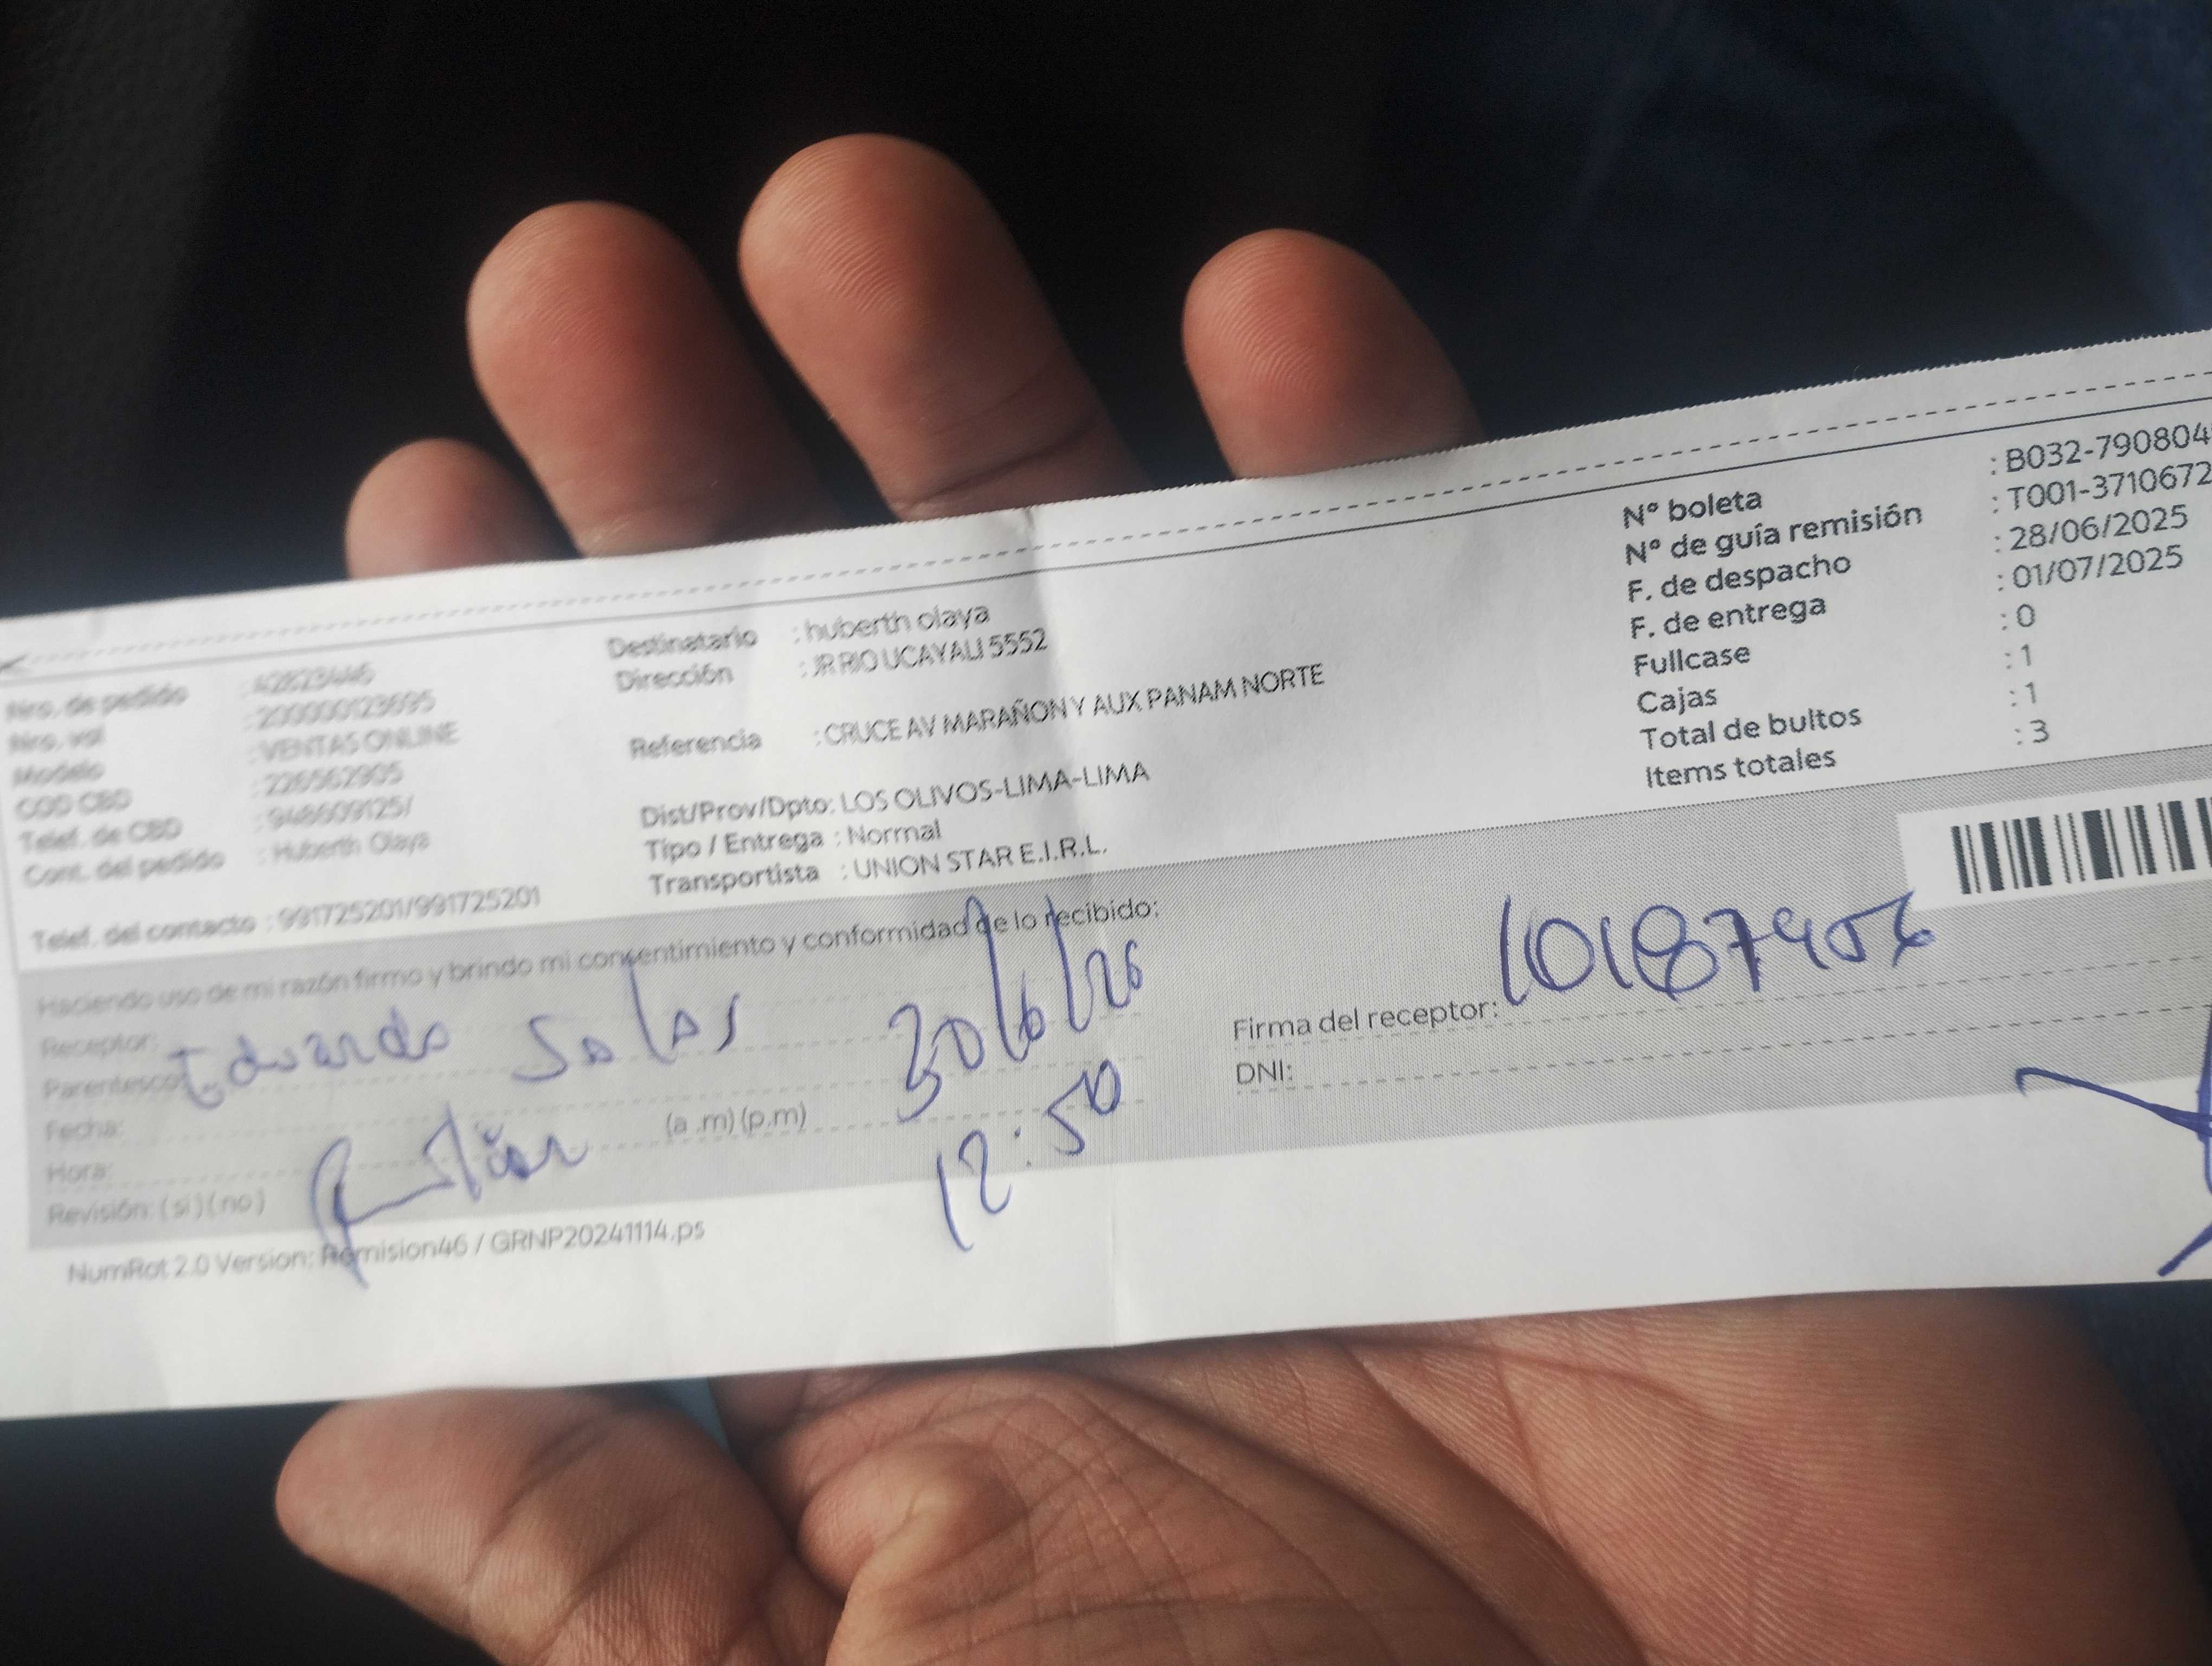 Nro. de pedido : 42823446
Nro. val : 200000123695
Modelo : VENTAS ONLINE
COD CBD : 226562905
Telef. de CBD : 948609125/
Cont. del pedido : Huberth Olaya
Telef. del contacto : 991725201/991725201
Destinatario : huberth olaya
Dirección : JR RIO UCAYALI 5552
Referencia : CRUCE AV MARAÑON Y AUX PANAM NORTE
Dist/Prov/Dpto: LOS OLIVOS-LIMA-LIMA
Tipo / Entrega : Normal
Transportista : UNION STAR E.I.R.L.
N° boleta : B032-790804
N° de guía remisión : T001-3710672
F. de despacho : 28/06/2025
F. de entrega : 01/07/2025
Fullcase : 0
Cajas : 1
Total de bultos : 1
Items totales : 3
Haciendo uso de mi razón firmo y brindo mi consentimiento y conformidad de lo recibido:
Receptor: Eduardo Salas
Parentesco:
Fecha: 30/6/25
Hora: (a .m) (p.m) 12:50
Revisión: ( si ) ( no )
Firma del receptor: 10187956
DNI:
NumRot 2.0 Version: Remision46 / GRNP20241114.ps